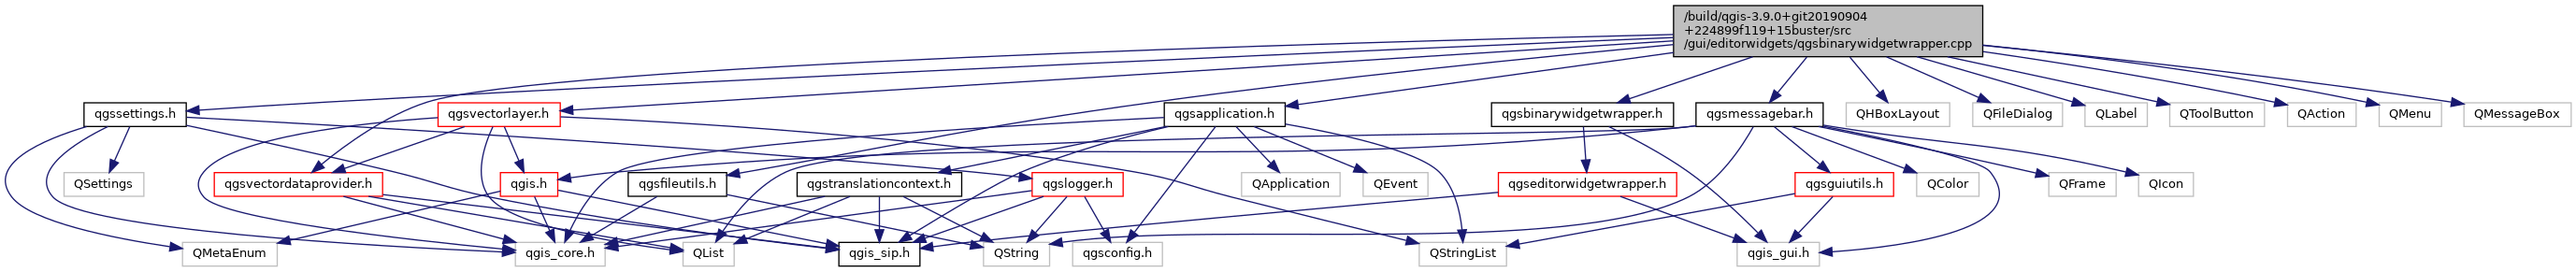 /build/qgis-3.9.0+git20190904
+224899f119+15buster/src
/gui/editorwidgets/qgsbinarywidgetwrapper.cpp
qgssettings.h
qgsvectorlayer.h
qgsapplication.h
qgsbinarywidgetwrapper.h
qgsmessagebar.h
QHBoxLayout
QFileDialog
QLabel
QToolButton
QAction
QMenu
QMessageBox
QSettings
qgsvectordataprovider.h
qgis.h
qgsfileutils.h
qgstranslationcontext.h
qgslogger.h
QApplication
QEvent
qgseditorwidgetwrapper.h
qgsguiutils.h
QColor
QFrame
QIcon
QMetaEnum
qgis_core.h
QList
qgis_sip.h
QString
qgsconfig.h
QStringList
qgis_gui.h